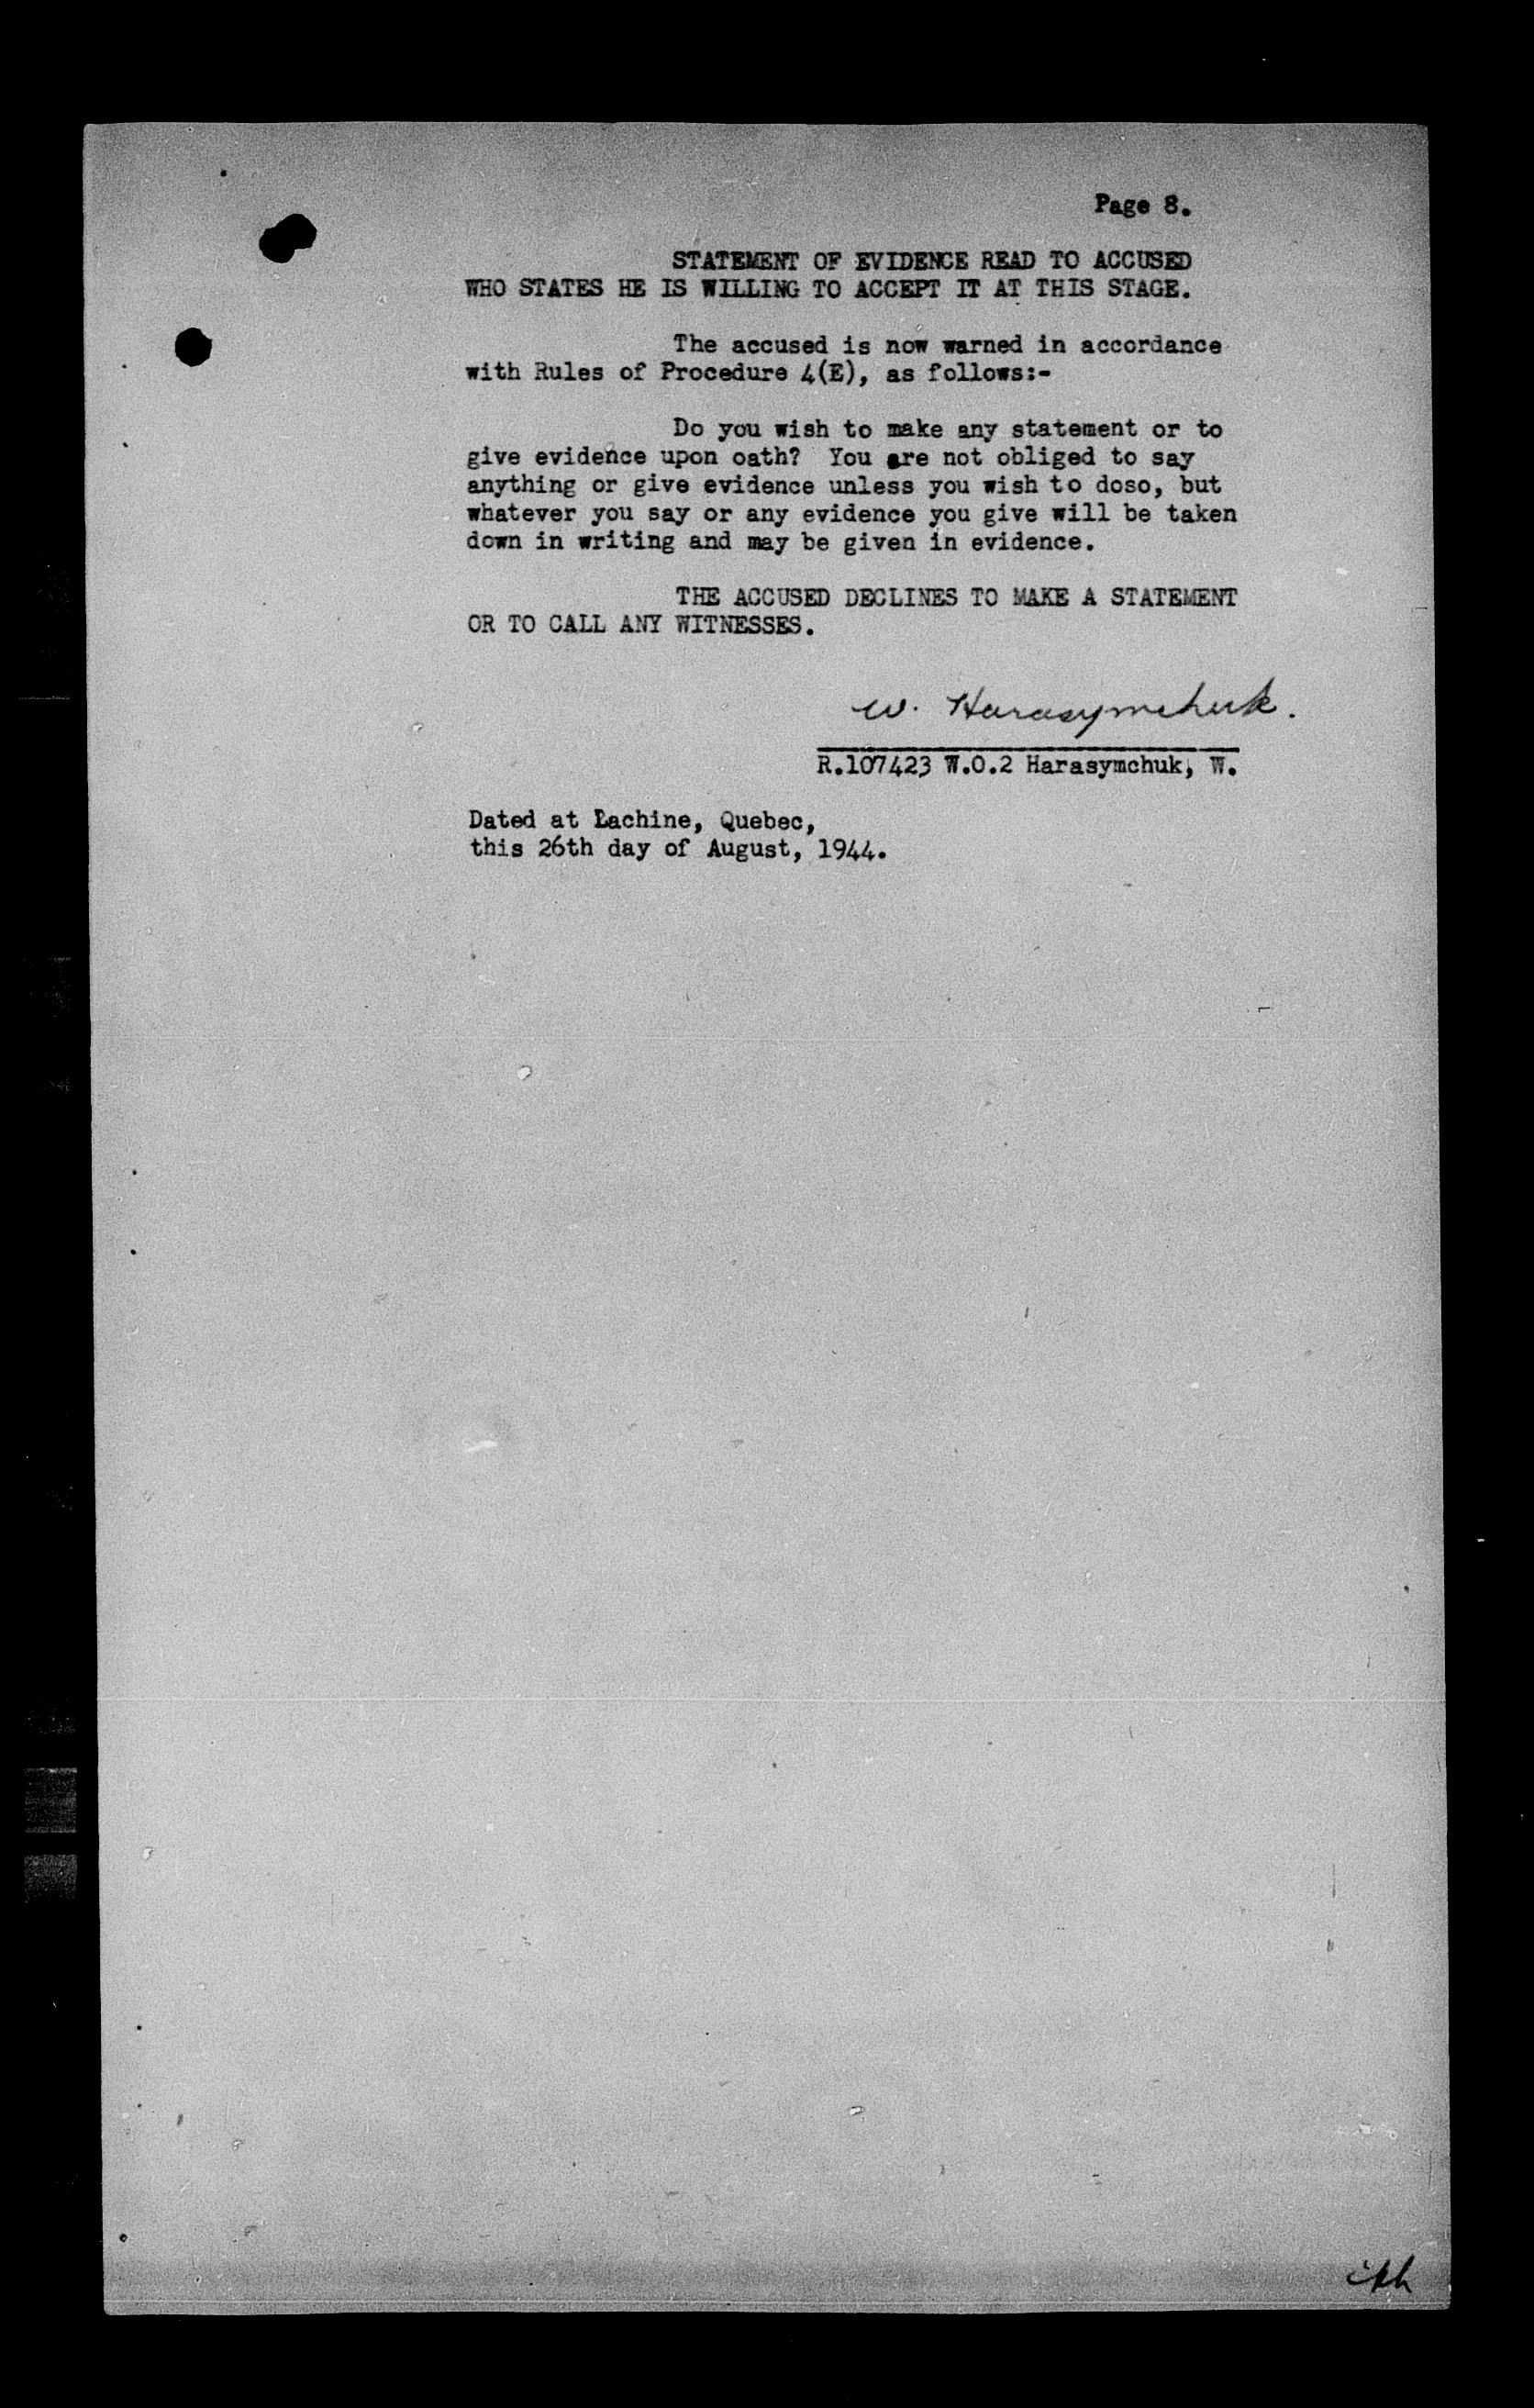 Page 8.
STATEMENT OF EVIDENCE READ TO ACCUSED
WHO STATES HE IS WILLING TO ACCEPT IT AT THIS STAGE.
The accused is now warned in accordance
with Rules of Procedure 4(E), as follows:-
Do you wish to make any statement or to
give evidence upon oath? You are not obliged to say
anything or give evidence unless you wish to doso, but
whatever you say or any evidence you give will be taken
down in writing and may be given in evidence.
THE ACCUSED DECLINES TO MAKE A STATEMENT
OR TO CALL ANY WITNESSES.
W. Harasymchuk.
R.107423 W.O.2 Harasymchuk, W.
Dated at Lachine, Quebec,
this 26th day of August, 1944.